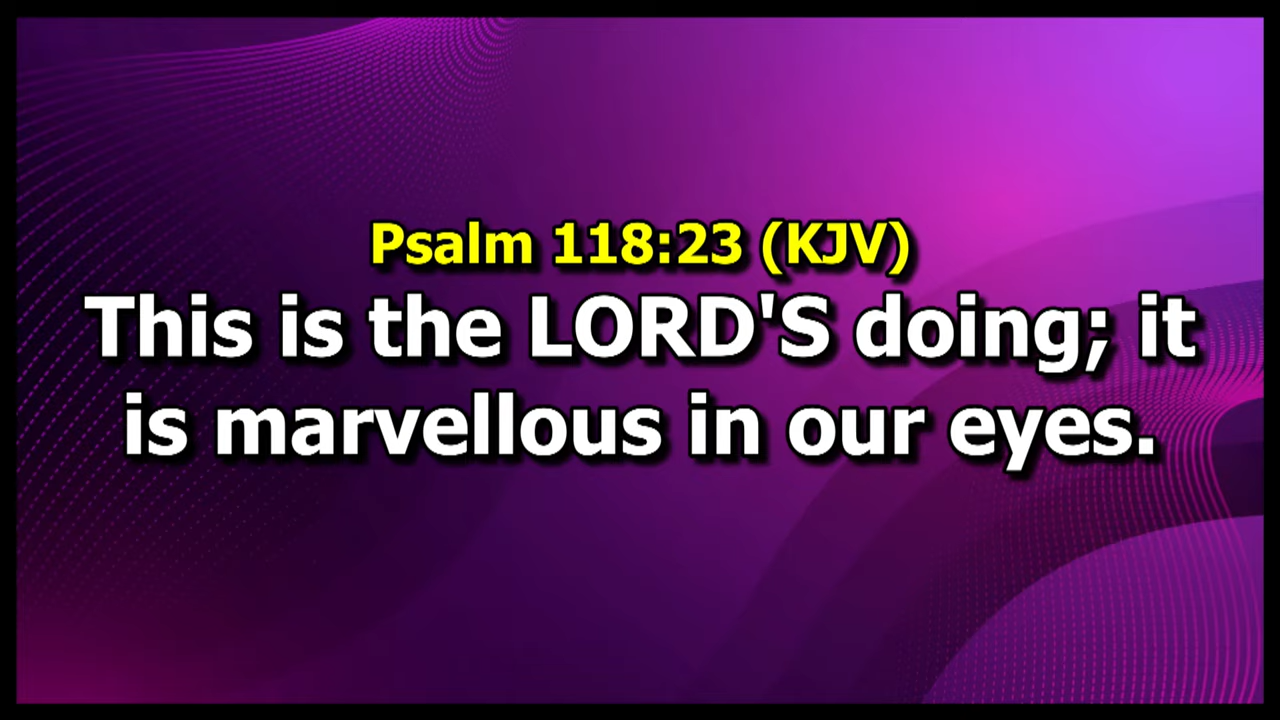 Psalm 118:23 (KJV)
This is the LORD'S doing; it
is marvellous in our eyes.